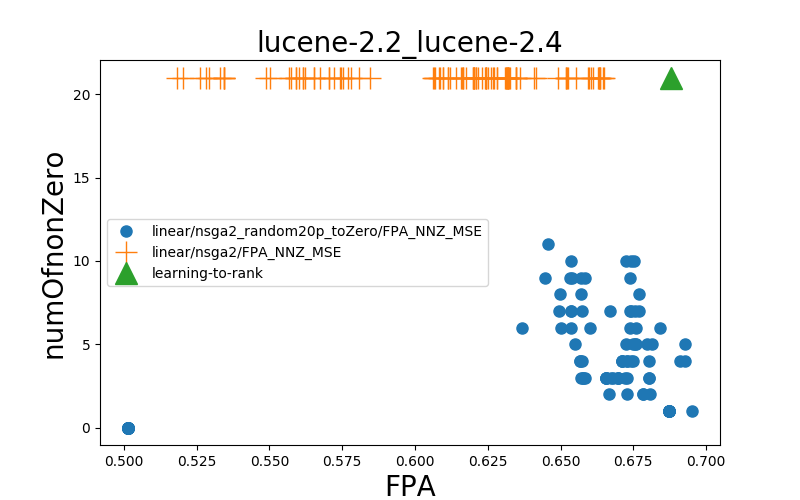 lucene-2.2_lucene-2.4
numOfnonZero
20
15
10
5
0
linear/nsga2_random20p_toZero/FPA_NNZ_MSE
linear/nsga2/FPA_NNZ_MSE
learning-to-rank
0.500 0.525 0.550 0.575 0.600 0.625 0.650 0.675 0.700
FPA